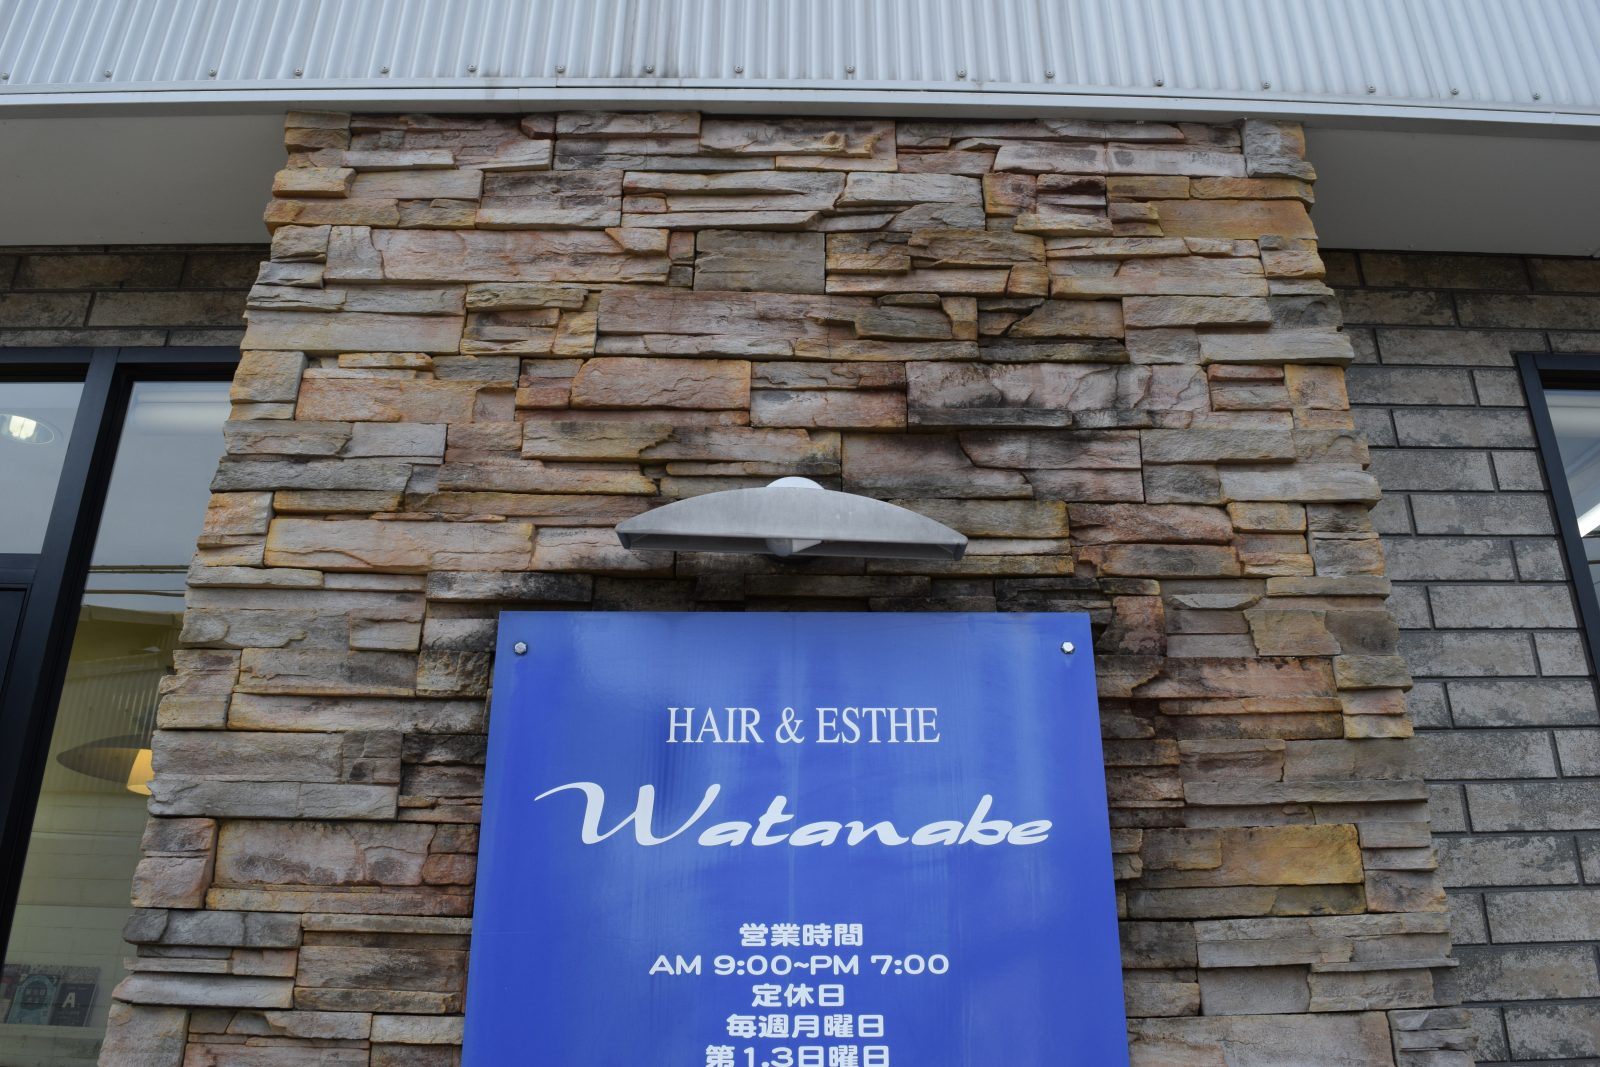 HAIR & ESTHE
Watanabe
営業時間
AM 9:00~PM 7:00
定休日
毎週月曜日
第1.3日曜日
A